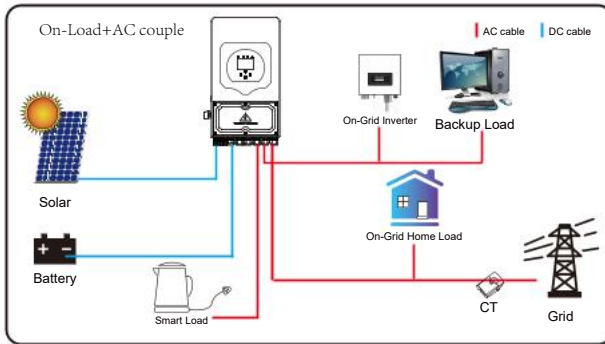 On-Load+AC couple
AC cable
DC cable
On-Grid Inverter
Backup Load
Solar
On-Grid Home Load
Battery
Smart Load
CT
Grid